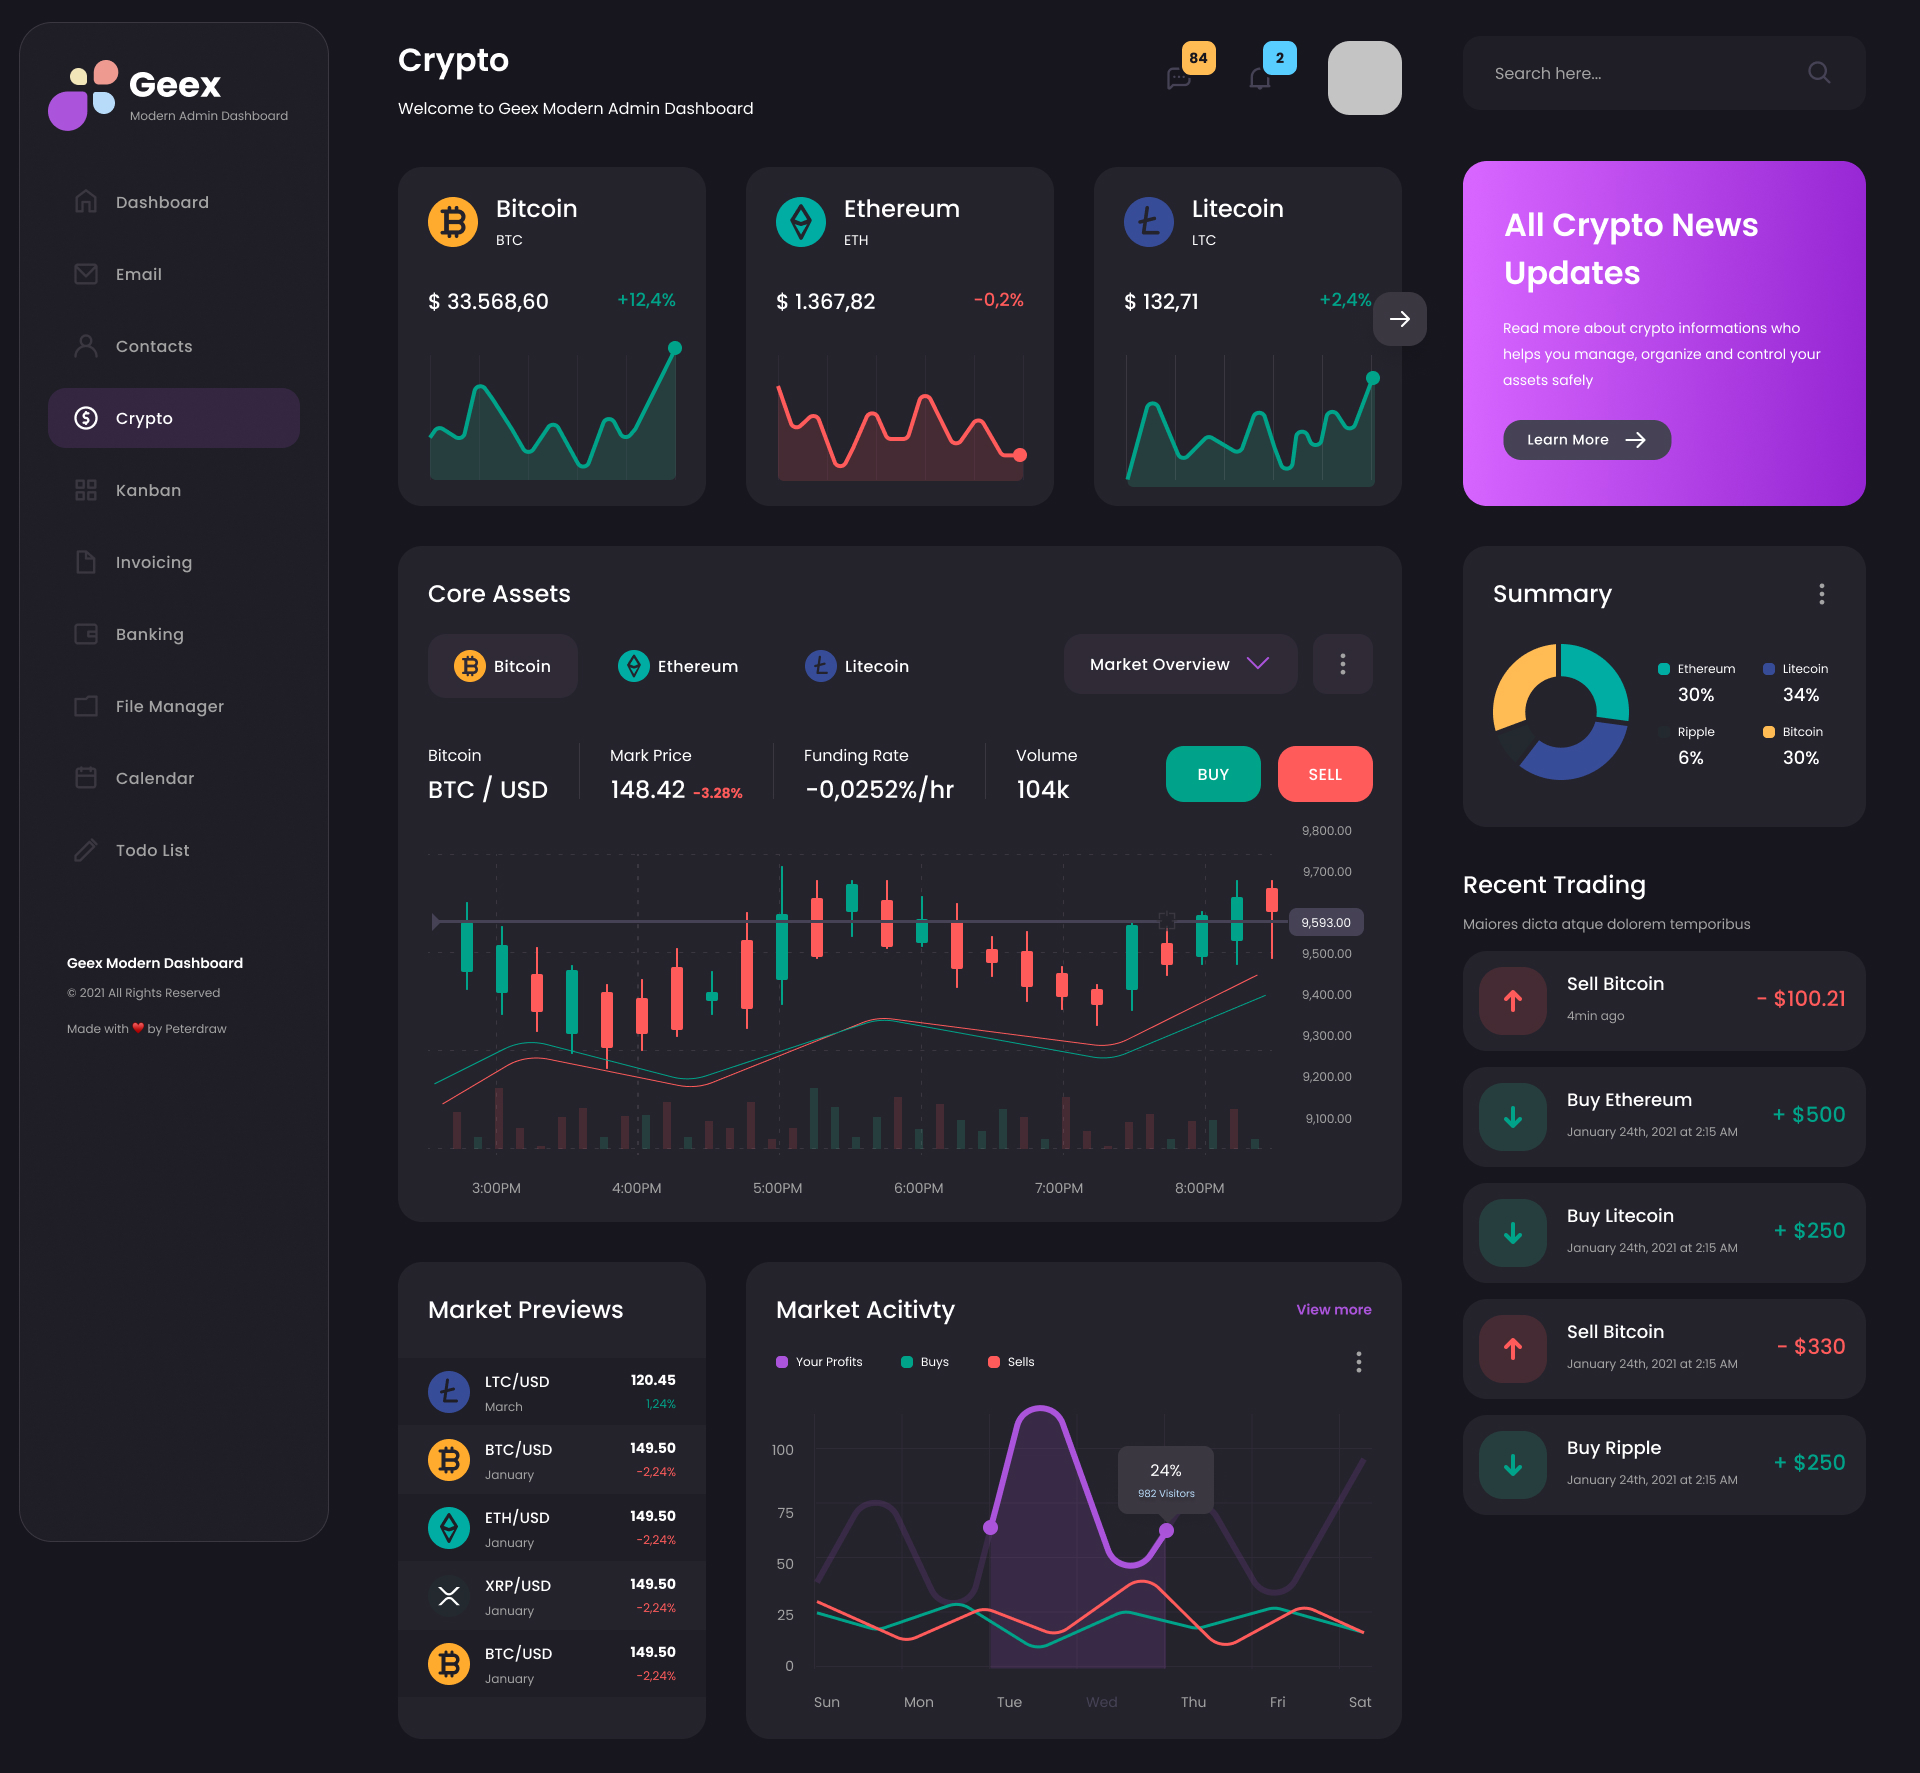 Geex
Modern Admin Dashboard
Dashboard
Email
Contacts
Crypto
Kanban
Invoicing
Banking
File Manager
Calendar
Todo List
Geex Modern Dashboard
© 2021 All Rights Reserved
Made with ❤️ by Peterdraw
Crypto
Welcome to Geex Modern Admin Dashboard
84
2
Search here...
Bitcoin
BTC
$ 33.568,60
+12,4%
Ethereum
ETH
$ 1.367,82
-0,2%
Litecoin
LTC
$ 132,71
+2,4%
All Crypto News
Updates
Read more about crypto informations who
helps you manage, organize and control your
assets safely
Learn More
Core Assets
Bitcoin
Ethereum
Litecoin
Market Overview
Bitcoin
BTC / USD
Mark Price
148.42 -3.28%
Funding Rate
-0,0252%/hr
Volume
104k
BUY
SELL
9,800.00
9,700.00
9,593.00
9,500.00
9,400.00
9,300.00
9,200.00
9,100.00
3:00PM
4:00PM
5:00PM
6:00PM
7:00PM
8:00PM
Summary
Ethereum
30%
Litecoin
34%
Ripple
6%
Bitcoin
30%
Recent Trading
Maiores dicta atque dolorem temporibus
Sell Bitcoin
4min ago
- $100.21
Buy Ethereum
January 24th, 2021 at 2:15 AM
+ $500
Buy Litecoin
January 24th, 2021 at 2:15 AM
+ $250
Sell Bitcoin
January 24th, 2021 at 2:15 AM
- $330
Buy Ripple
January 24th, 2021 at 2:15 AM
+ $250
Market Previews
LTC/USD
March
120.45
1,24%
BTC/USD
January
149.50
-2,24%
ETH/USD
January
149.50
-2,24%
XRP/USD
January
149.50
-2,24%
BTC/USD
January
149.50
-2,24%
Market Acitivty
View more
Your Profits
Buys
Sells
100
75
50
25
0
24%
982 Visitors
Sun
Mon
Tue
Wed
Thu
Fri
Sat